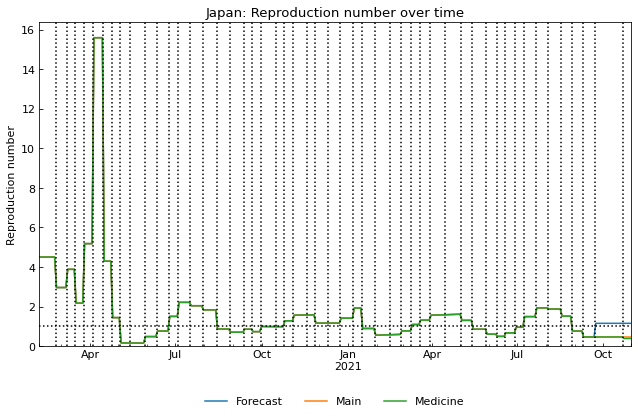 Japan: Reproduction number over time
Reproduction number
16
14
12
10
8
6
4
2
0
Apr Jul Oct Jan Apr Jul Oct
2021
Forecast Main Medicine